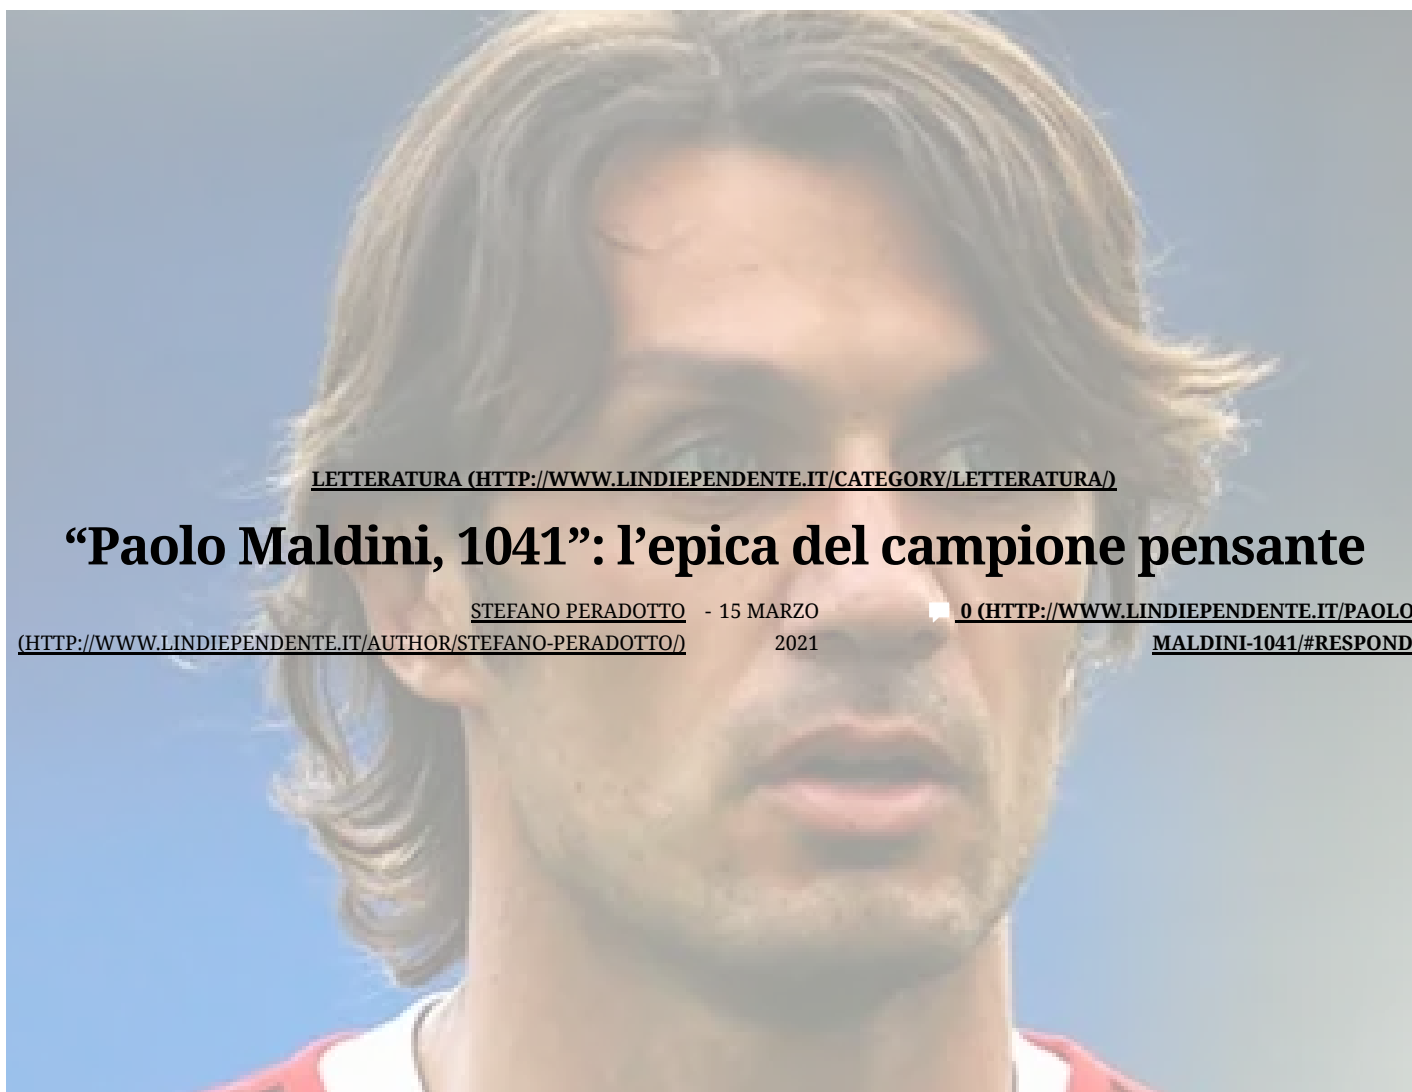 LETTERATURA (HTTP://WWW.LINDIEPENDENTE.IT/CATEGORY/LETTERATURA/)
“Paolo Maldini, 1041”: l’epica del campione pensante
STEFANO PERADOTTO - 15 MARZO 0 (HTTP://WWW.LINDIEPENDENTE.IT/PAOLO
(HTTP://WWW.LINDIEPENDENTE.IT/AUTHOR/STEFANO-PERADOTTO/) 2021 MALDINI-1041/#RESPOND